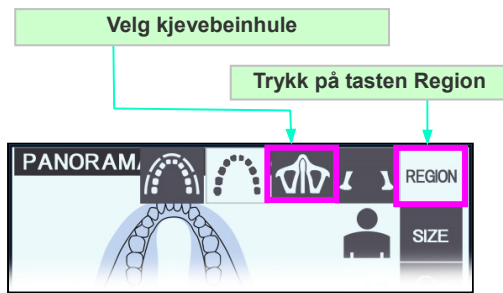 Velg kjevebeinhule
Trykk på tasten Region
PANORAMA
REGION
SIZE